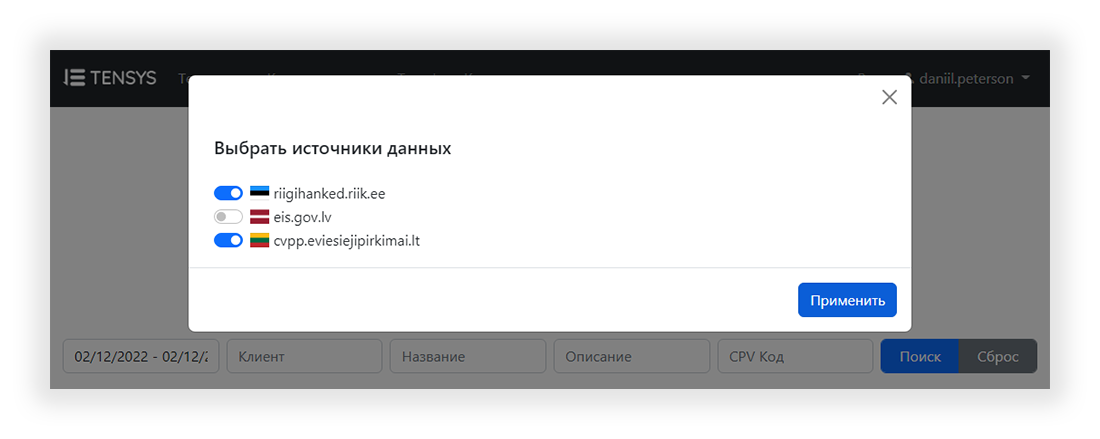 TENSYS
daniil.peterson
Выбрать источники данных
riigihanked.riik.ee
eis.gov.lv
cvpp.eviesiejipirkimai.lt
Применить
02/12/2022 - 02/12/
Клиент
Название
Описание
CPV Код
Поиск
Сброс